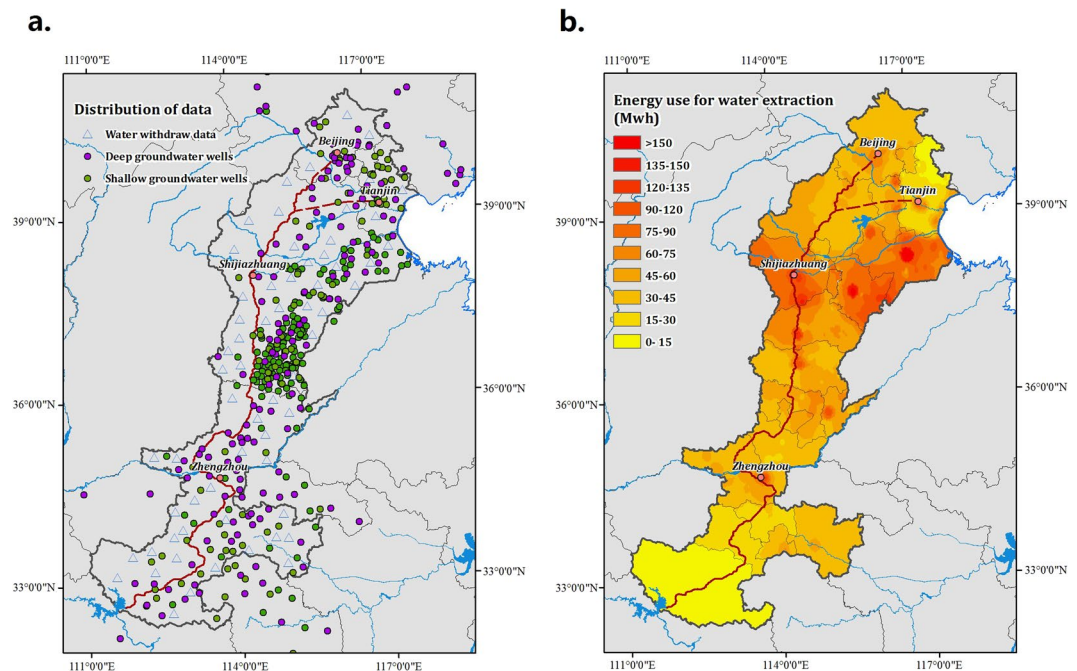 a.
b.
111°0'0"E
114°0'0"E
117°0'0"E
111°0'0"E
114°0'0"E
117°0'0"E
Distribution of data
Water withdraw data
Deep groundwater wells
Shallow groundwater wells
Beijing
Tianjin
Shijiazhuang
Zhengzhou
39°0'0"N
36°0'0"N
33°0'0"N
39°0'0"N
36°0'0"N
33°0'0"N
111°0'0"E
114°0'0"E
117°0'0"E
Energy use for water extraction
(Mwh)
>150
135-150
120-135
90-120
75-90
60-75
45-60
30-45
15-30
0- 15
Beijing
Tianjin
Shijiazhuang
Zhengzhou
39°0'0"N
36°0'0"N
33°0'0"N
39°0'0"N
36°0'0"N
33°0'0"N
111°0'0"E
114°0'0"E
117°0'0"E